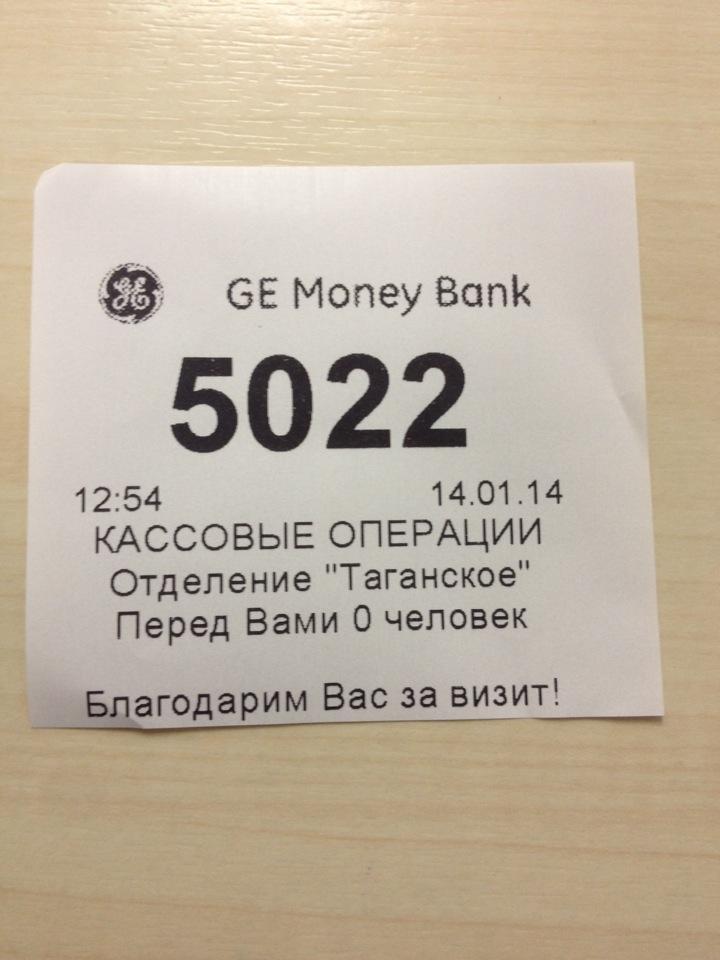 GE GE Money Bank
5022
12:54 14.01.14
КАССОВЫЕ ОПЕРАЦИИ
Отделение "Таганское"
Перед Вами 0 человек
Благодарим Вас за визит!